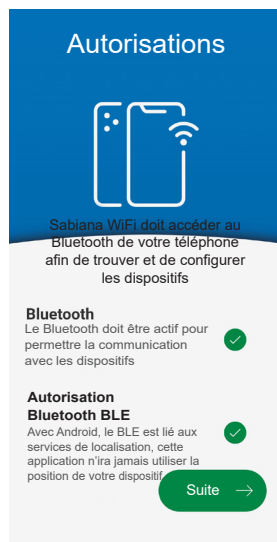 Autorisations
Sabiana WiFi doit accéder au
Bluetooth de votre téléphone
afin de trouver et de configurer
les dispositifs
Bluetooth
Le Bluetooth doit être actif pour
permettre la communication
avec les dispositifs
Autorisation
Bluetooth BLE
Avec Android, le BLE est lié aux
services de localisation, cette
application n'ira jamais utiliser la
position de votre dispositif
Suite